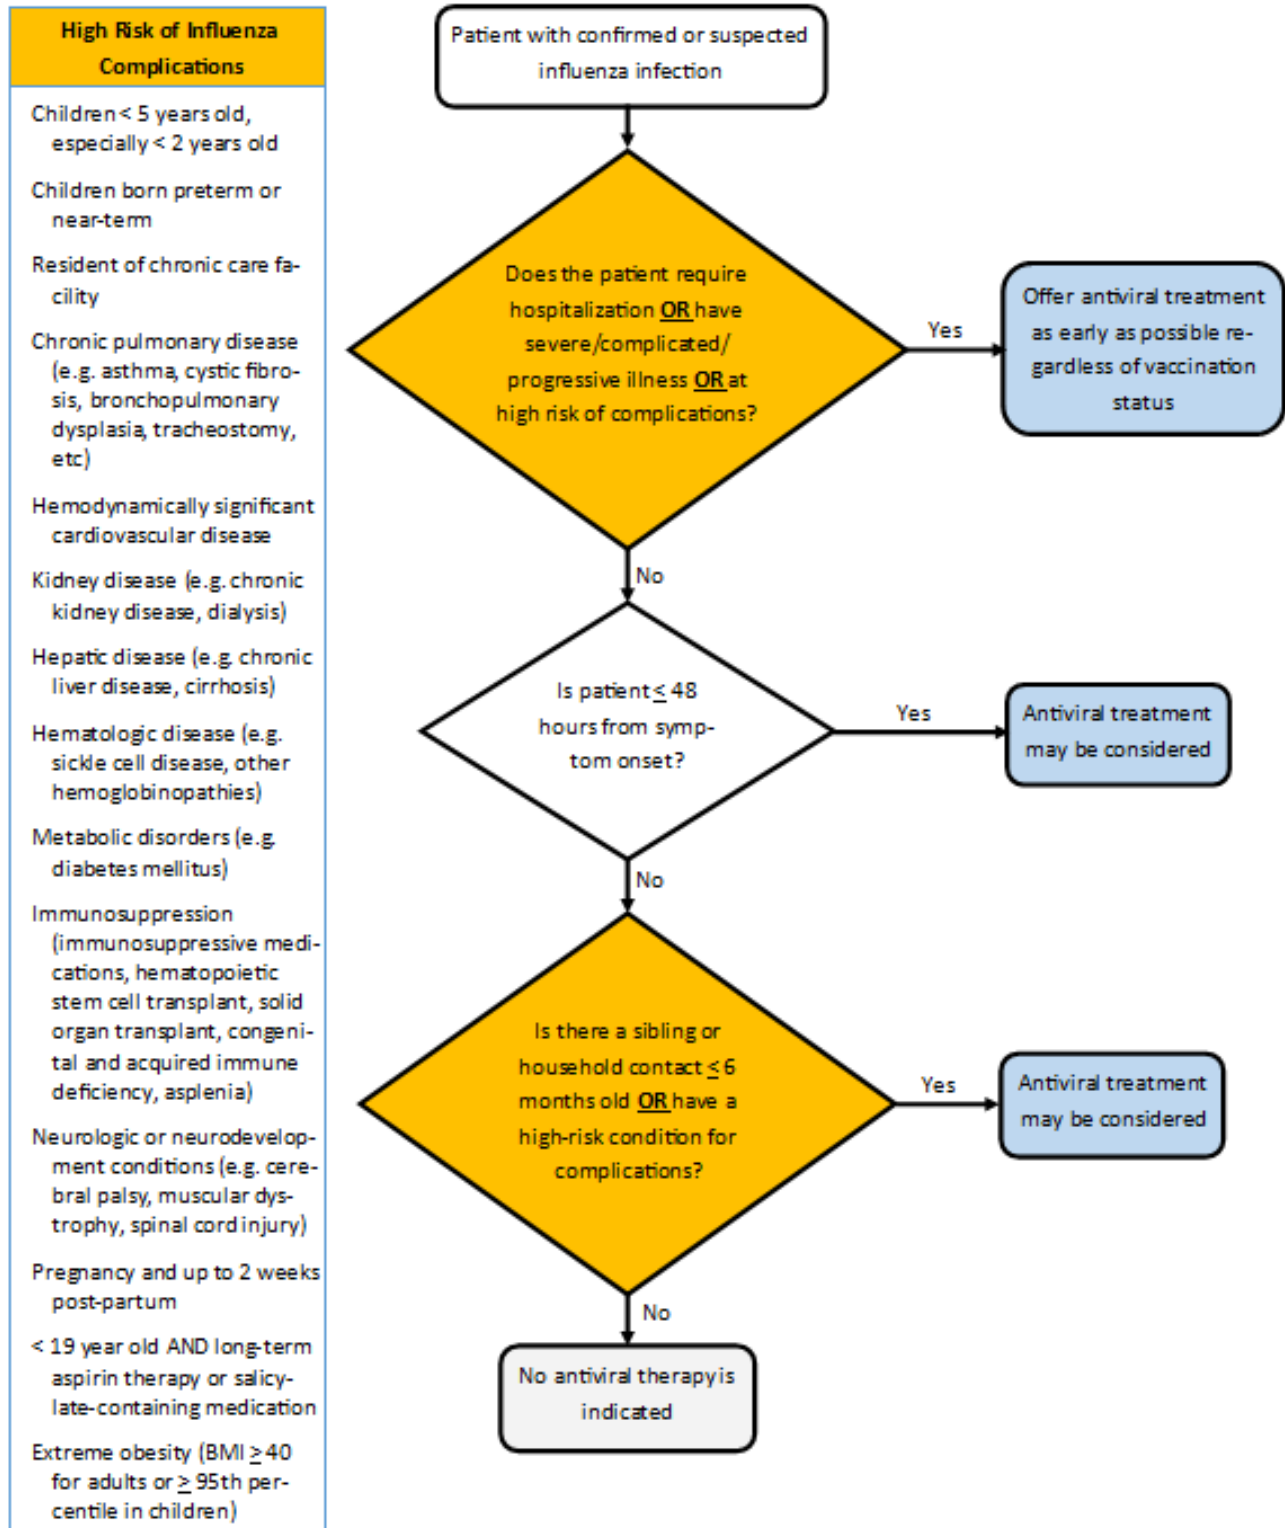 High Risk of Influenza
Complications
Children < 5 years old,
especially < 2 years old
Children born preterm or
near-term
Resident of chronic care fa-
cility
Chronic pulmonary disease
(e.g. asthma, cystic fibro-
sis, bronchopulmonary
dysplasia, tracheostomy,
etc)
Hemodynamically significant
cardiovascular disease
Kidney disease (e.g. chronic
kidney disease, dialysis)
Hepatic disease (e.g. chronic
liver disease, cirrhosis)
Hematologic disease (e.g.
sickle cell disease, other
hemoglobinopathies)
Metabolic disorders (e.g.
diabetes mellitus)
Immunosuppression
(immunosuppressive medi-
cations, hematopoietic
stem cell transplant, solid
organ transplant, congeni-
tal and acquired immune
deficiency, asplenia)
Neurologic or neurodevelop-
ment conditions (e.g. cere-
bral palsy, muscular dys-
trophy, spinal cord injury)
Pregnancy and up to 2 weeks
post-partum
< 19 year old AND long-term
aspirin therapy or salicy-
late-containing medication
Extreme obesity (BMI ≥ 40
for adults or ≥ 95th per-
centile in children)
Patient with confirmed or suspected
influenza infection
Does the patient require
hospitalization OR have
severe/complicated/
progressive illness OR at
high risk of complications?
Yes
Offer antiviral treatment
as early as possible re-
gardless of vaccination
status
No
Is patient ≤ 48
hours from symp-
tom onset?
Yes
Antiviral treatment
may be considered
No
Is there a sibling or
household contact ≤ 6
months old OR have a
high-risk condition for
complications?
Yes
Antiviral treatment
may be considered
No
No antiviral therapy is
indicated